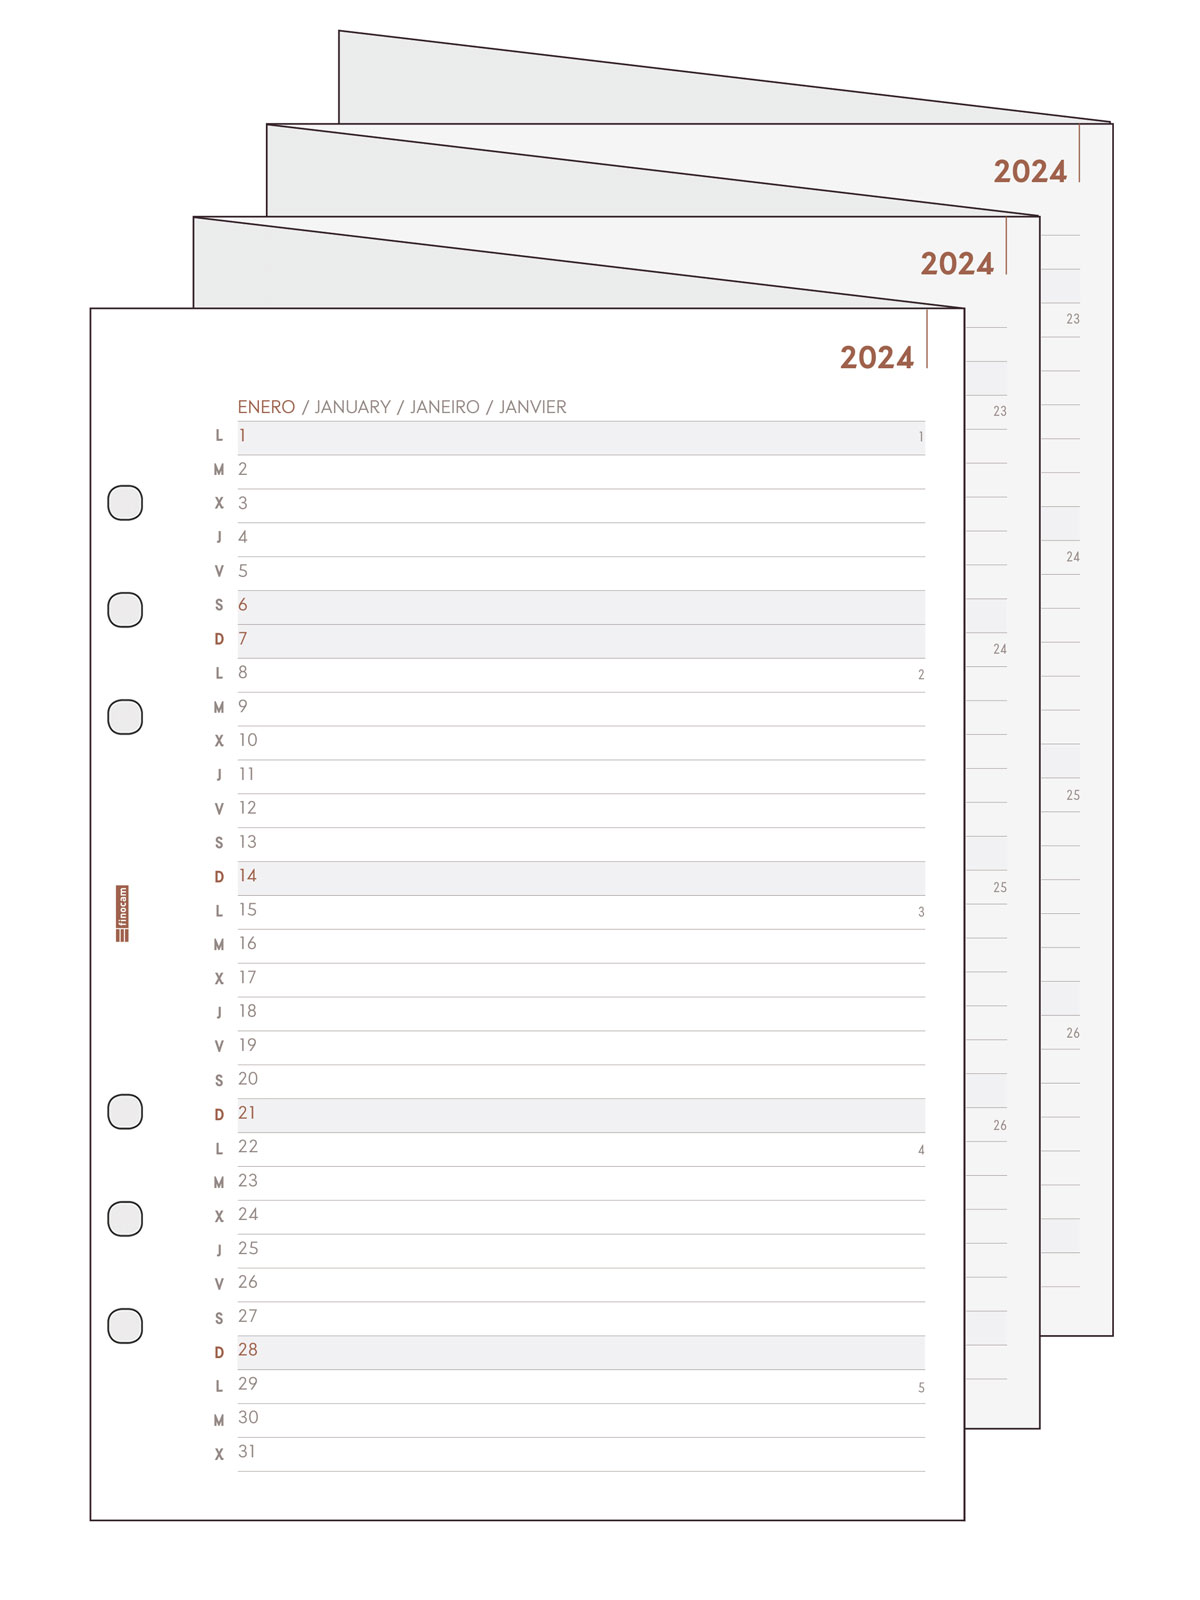 2024
2024
2024
ENERO / JANUARY / JANEIRO / JANVIER
L 1 1
M 2
X 3
J 4
V 5
S 6
D 7
L 8 2
M 9
X 10
J 11
V 12
S 13
D 14
L 15 3
M 16
X 17
J 18
V 19
S 20
D 21
L 22 4
M 23
X 24
J 25
V 26
S 27
D 28
L 29 5
M 30
X 31
finocam
23
24
25
26
23
24
25
26